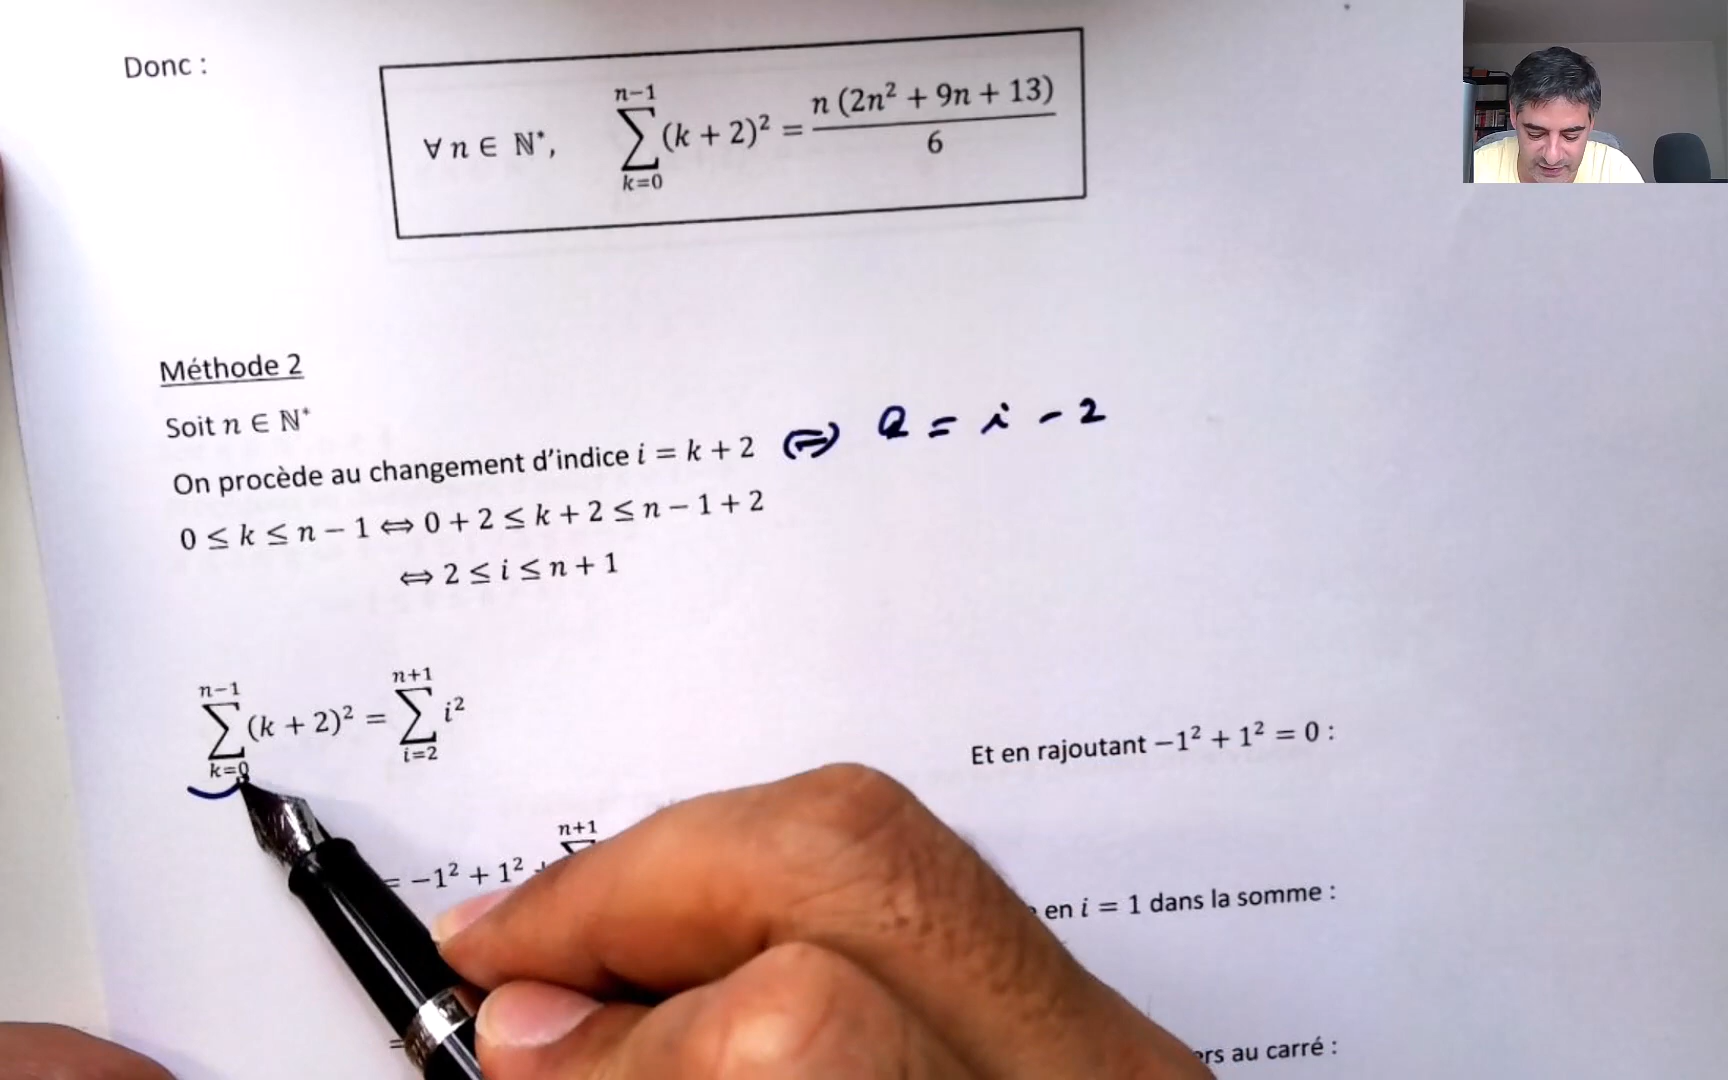 Donc :
∀ n ∈ ℕ*, ∑_{k=0}^{n−1} (k + 2)² = n (2n² + 9n + 13) / 6
Méthode 2
Soit n ∈ ℕ*
On procède au changement d'indice i = k + 2 ⇔ k = i − 2
0 ≤ k ≤ n − 1 ⇔ 0 + 2 ≤ k + 2 ≤ n − 1 + 2
⇔ 2 ≤ i ≤ n + 1
∑_{k=0}^{n−1} (k + 2)² = ∑_{i=2}^{n+1} i²
Et en rajoutant −1² + 1² = 0 :
= −1² + 1² + ∑^{n+1}
en i = 1 dans la somme :
=
au carré :